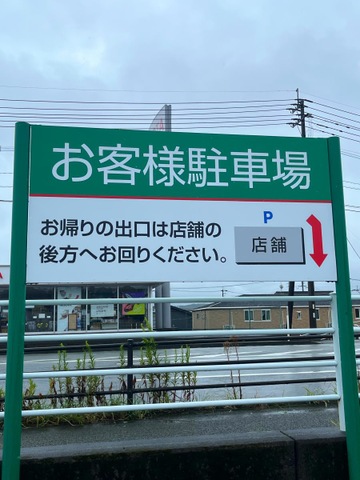 お客様駐車場
お帰りの出口は店舗の
後方へお回りください。
P
店舗